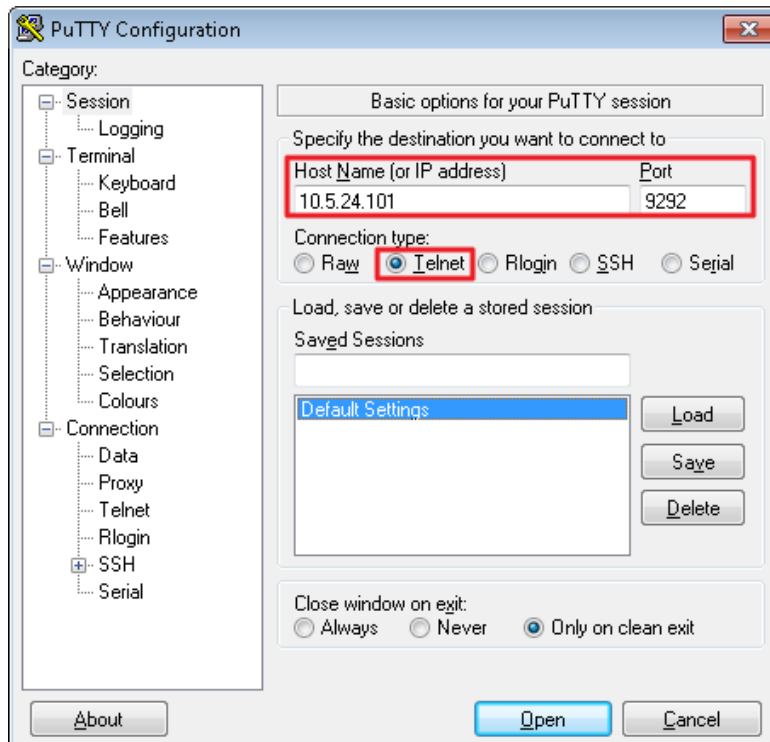 PuTTY Configuration
Category:
Session
Logging
Terminal
Keyboard
Bell
Features
Window
Appearance
Behaviour
Translation
Selection
Colours
Connection
Data
Proxy
Telnet
Rlogin
SSH
Serial
Basic options for your PuTTY session
Specify the destination you want to connect to
Host Name (or IP address) Port
10.5.24.101 9292
Connection type:
Raw Telnet Rlogin SSH Serial
Load, save or delete a stored session
Saved Sessions
Default Settings
Load
Save
Delete
Close window on exit:
Always Never Only on clean exit
About Open Cancel